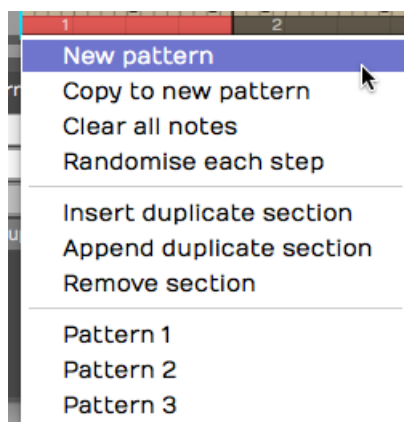 1 2
New pattern
Copy to new pattern
Clear all notes
Randomise each step
Insert duplicate section
Append duplicate section
Remove section
Pattern 1
Pattern 2
Pattern 3